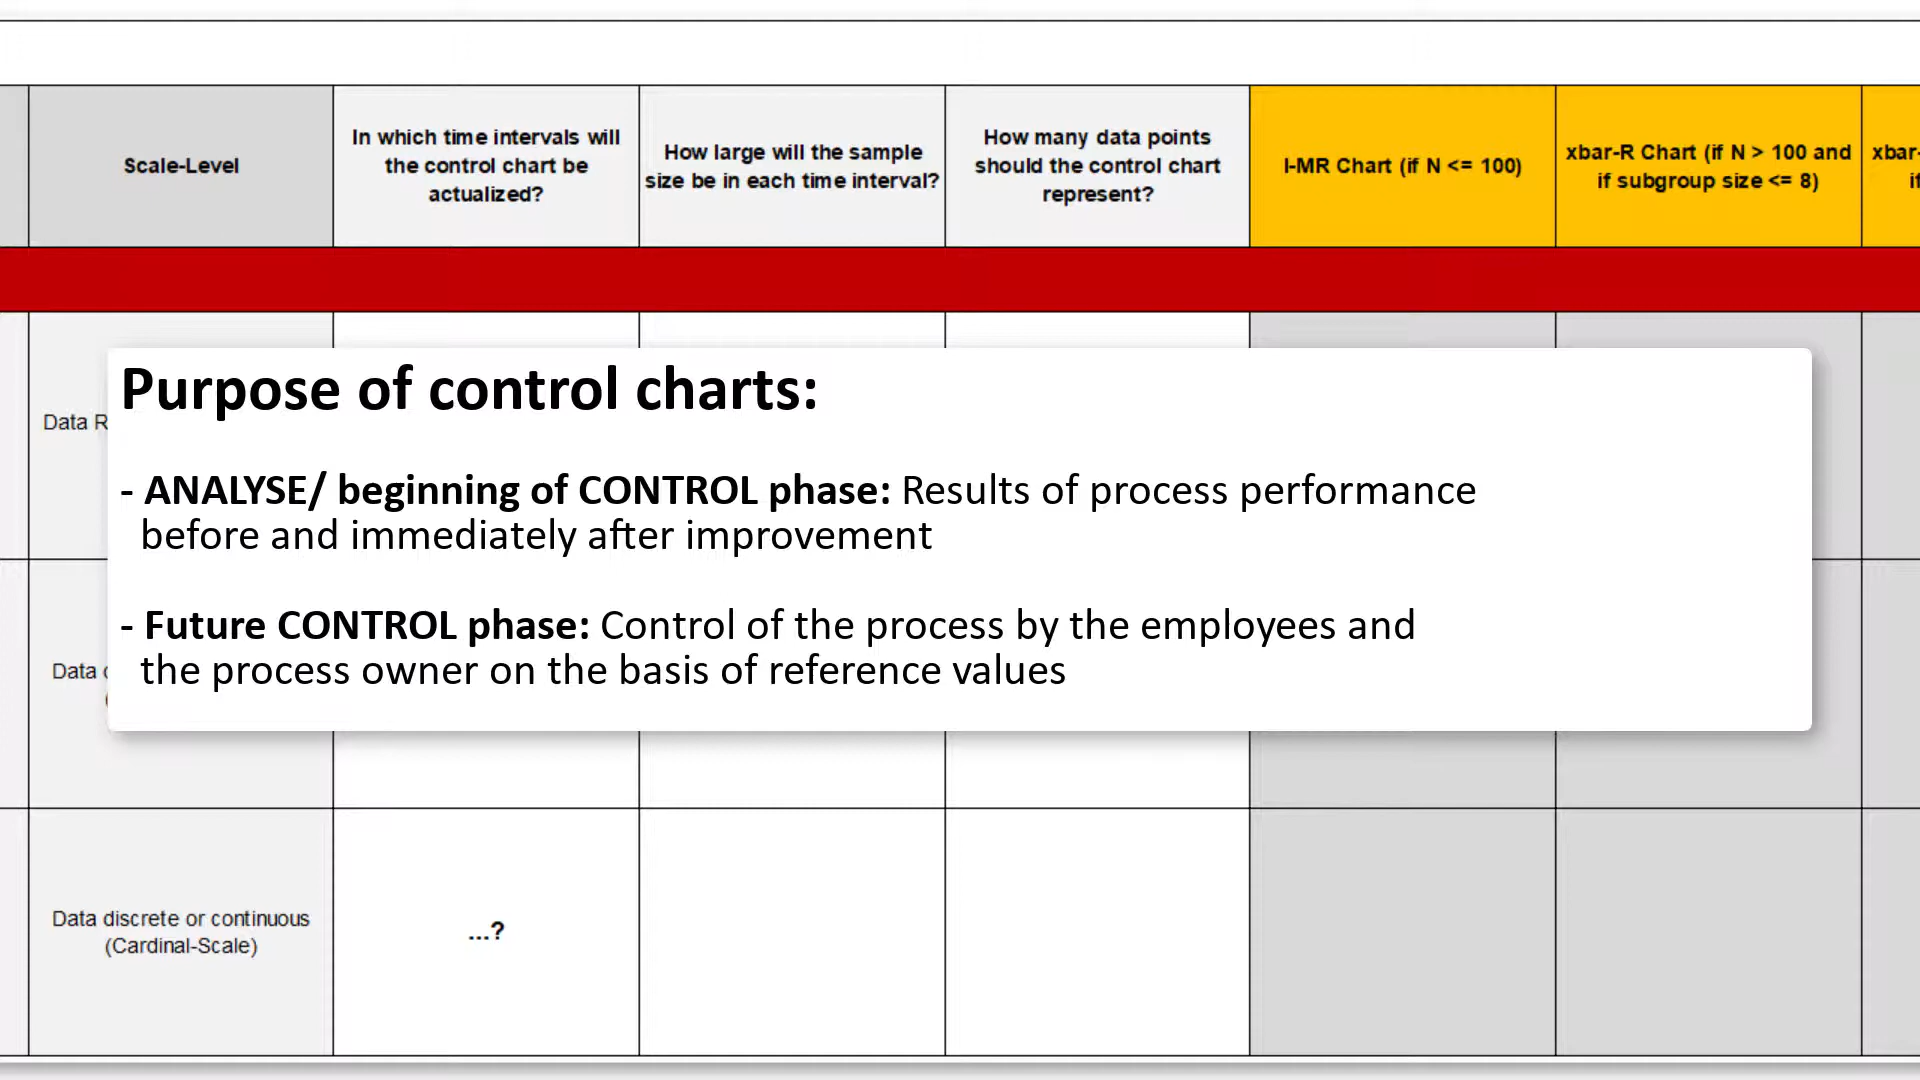 Scale-Level
In which time intervals will
the control chart be
actualized?
How large will the sample
size be in each time interval?
How many data points
should the control chart
represent?
I-MR Chart (if N <= 100)
xbar-R Chart (if N > 100 and
if subgroup size <= 8)
xbar-
if
Data R
Purpose of control charts:
- ANALYSE/ beginning of CONTROL phase: Results of process performance
before and immediately after improvement
- Future CONTROL phase: Control of the process by the employees and
the process owner on the basis of reference values
Data
Data discrete or continuous
(Cardinal-Scale)
...?